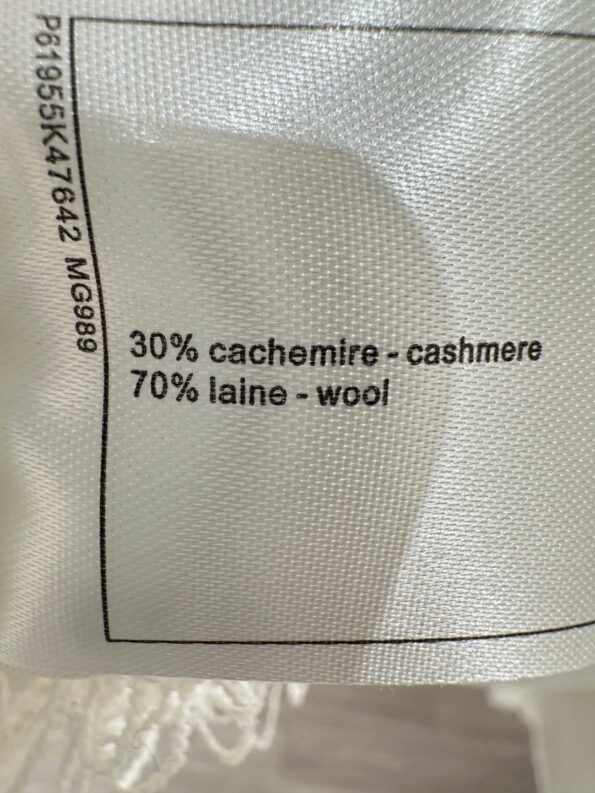 P61955K47642 MG989
30% cachemire - cashmere
70% laine - wool